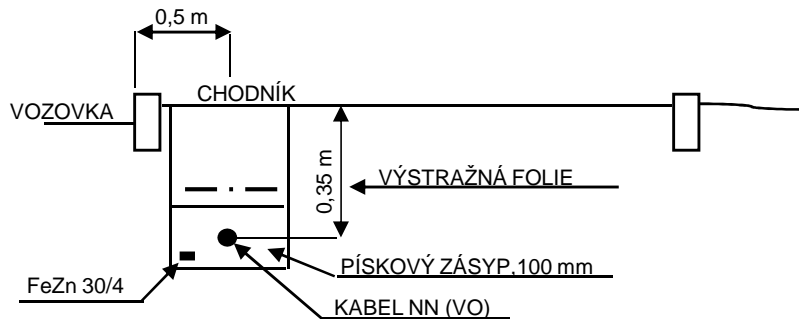 0,5 m
CHODNÍK
VOZOVKA
0,35 m
VÝSTRAŽNÁ FOLIE
PÍSKOVÝ ZÁSYP,100 mm
FeZn 30/4
KABEL NN (VO)